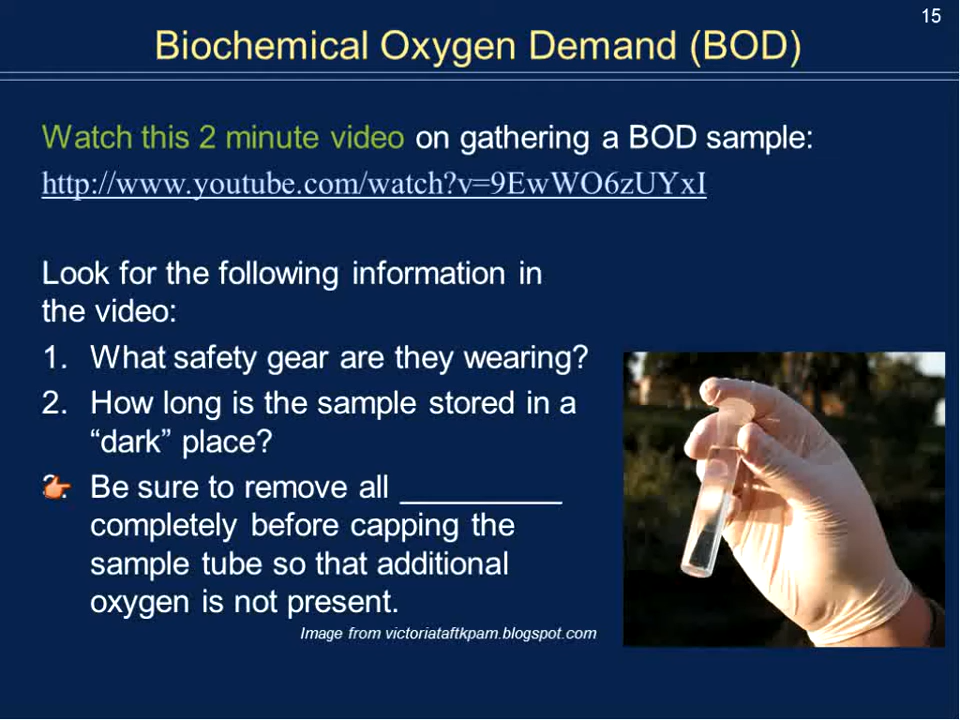 15
Biochemical Oxygen Demand (BOD)
Watch this 2 minute video on gathering a BOD sample:
http://www.youtube.com/watch?v=9EwWO6zUYxI
Look for the following information in
the video:
1. What safety gear are they wearing?
2. How long is the sample stored in a
“dark” place?
Be sure to remove all __________
completely before capping the
sample tube so that additional
oxygen is not present.
Image from victoriataftkpam.blogspot.com